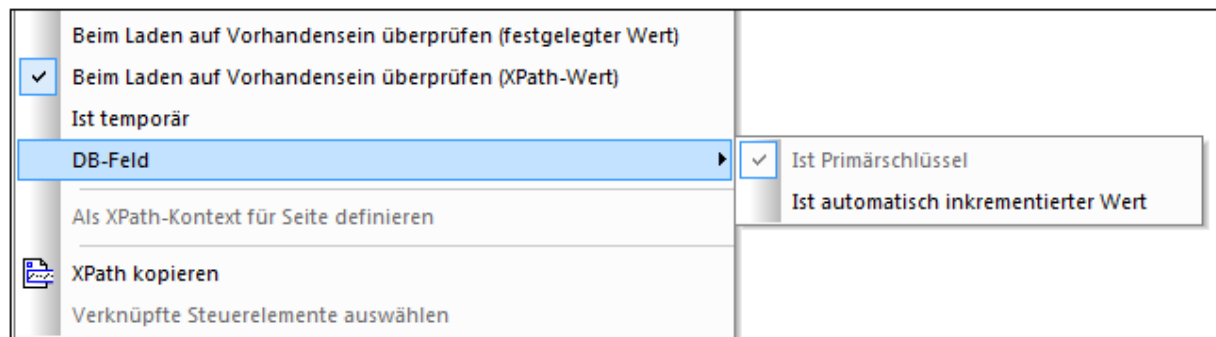 Beim Laden auf Vorhandensein überprüfen (festgelegter Wert)
Beim Laden auf Vorhandensein überprüfen (XPath-Wert)
Ist temporär
DB-Feld
Ist Primärschlüssel
Ist automatisch inkrementierter Wert
Als XPath-Kontext für Seite definieren
XPath kopieren
Verknüpfte Steuerelemente auswählen